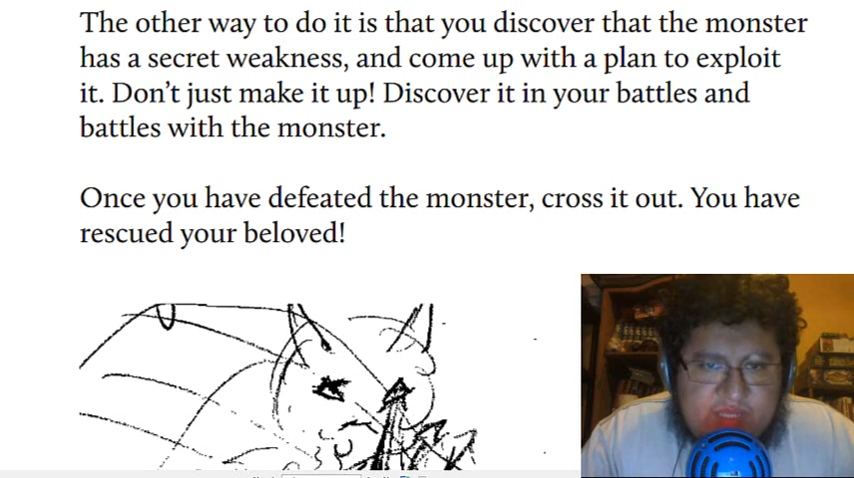 The other way to do it is that you discover that the monster
has a secret weakness, and come up with a plan to exploit
it. Don’t just make it up! Discover it in your battles and
battles with the monster.
Once you have defeated the monster, cross it out. You have
rescued your beloved!